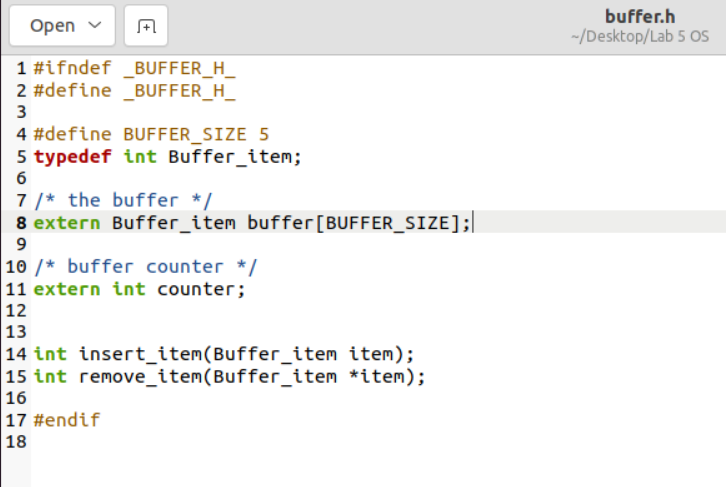 Open
buffer.h
~/Desktop/Lab 5 OS
1 #ifndef _BUFFER_H_
2 #define _BUFFER_H_
3
4 #define BUFFER_SIZE 5
5 typedef int Buffer_item;
6
7 /* the buffer */
8 extern Buffer_item buffer[BUFFER_SIZE];
9
10 /* buffer counter */
11 extern int counter;
12
13
14 int insert_item(Buffer_item item);
15 int remove_item(Buffer_item *item);
16
17 #endif
18